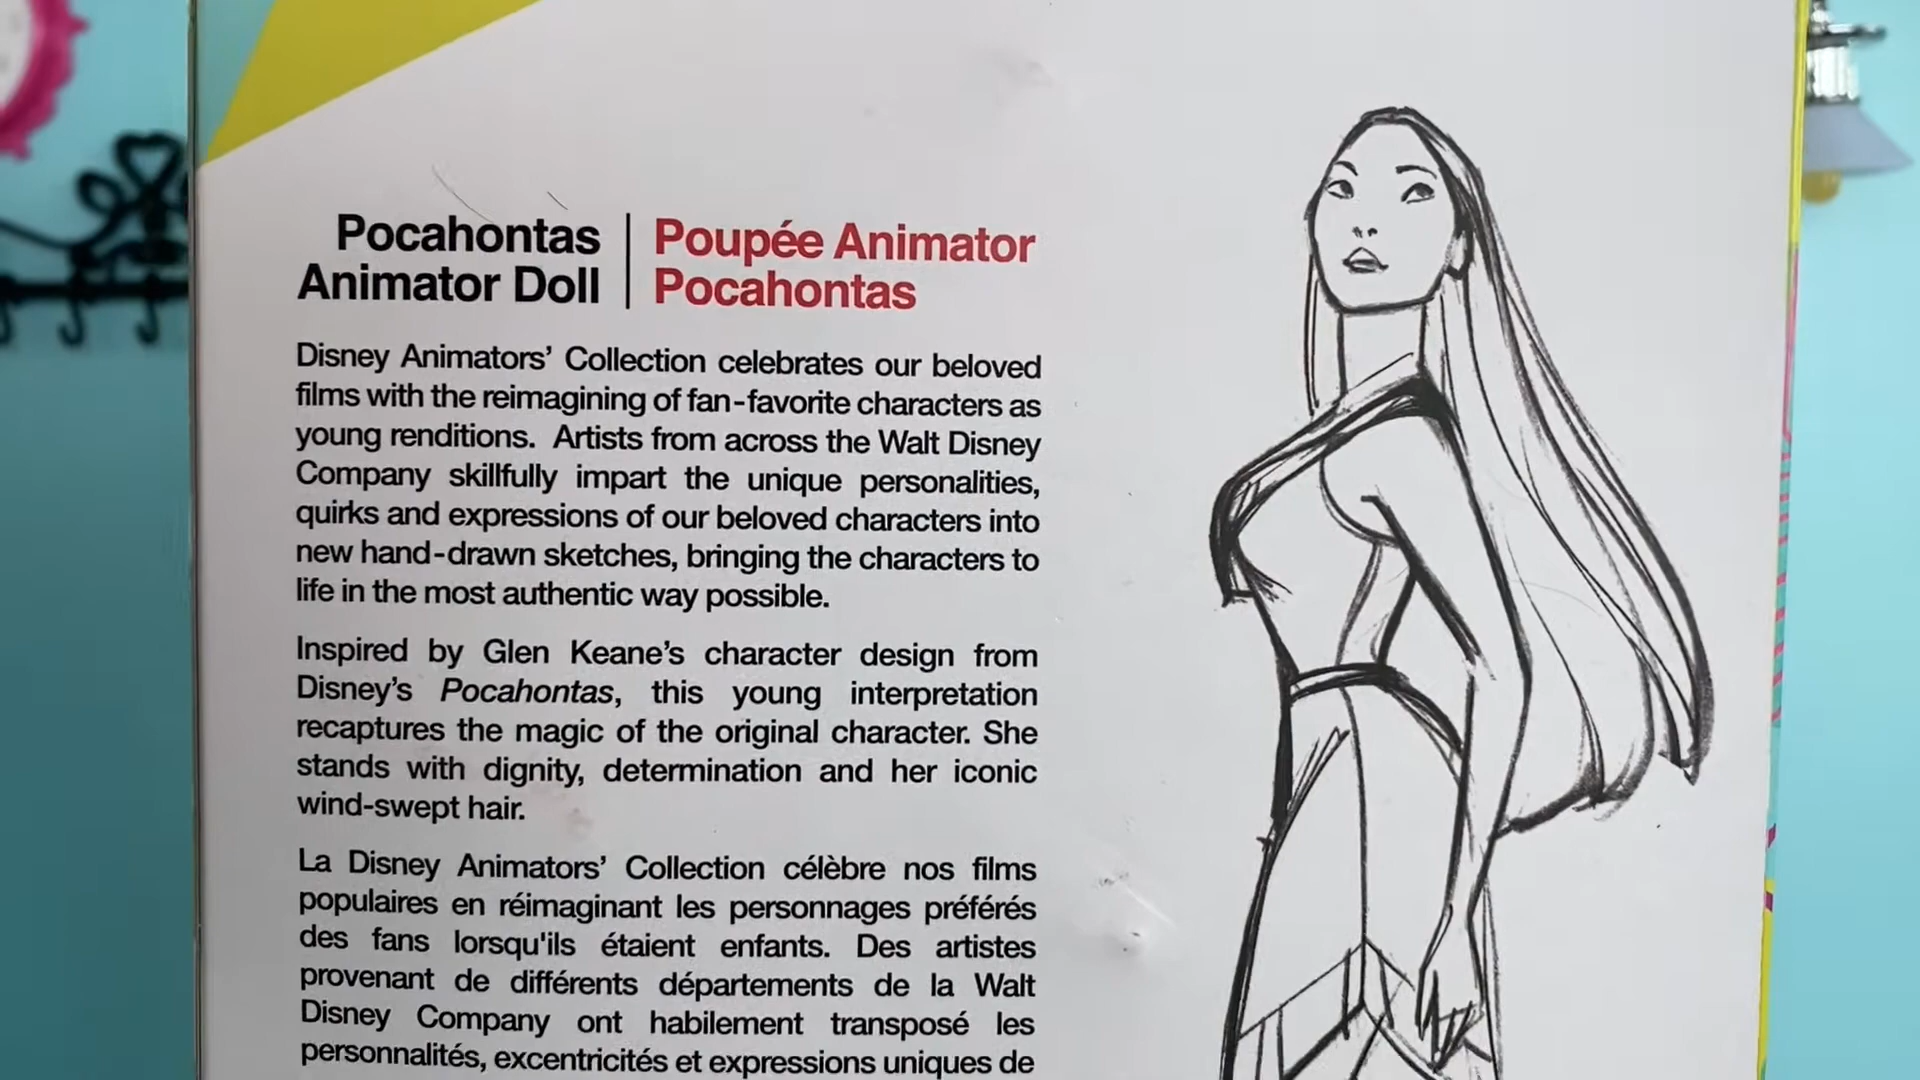 Pocahontas
Animator Doll
Poupée Animator
Pocahontas
Disney Animators’ Collection celebrates our beloved
films with the reimagining of fan-favorite characters as
young renditions. Artists from across the Walt Disney
Company skillfully impart the unique personalities,
quirks and expressions of our beloved characters into
new hand-drawn sketches, bringing the characters to
life in the most authentic way possible.
Inspired by Glen Keane’s character design from
Disney’s Pocahontas, this young interpretation
recaptures the magic of the original character. She
stands with dignity, determination and her iconic
wind-swept hair.
La Disney Animators’ Collection célèbre nos films
populaires en réimaginant les personnages préférés
des fans lorsqu'ils étaient enfants. Des artistes
provenant de différents départements de la Walt
Disney Company ont habilement transposé les
personnalités, excentricités et expressions uniques de